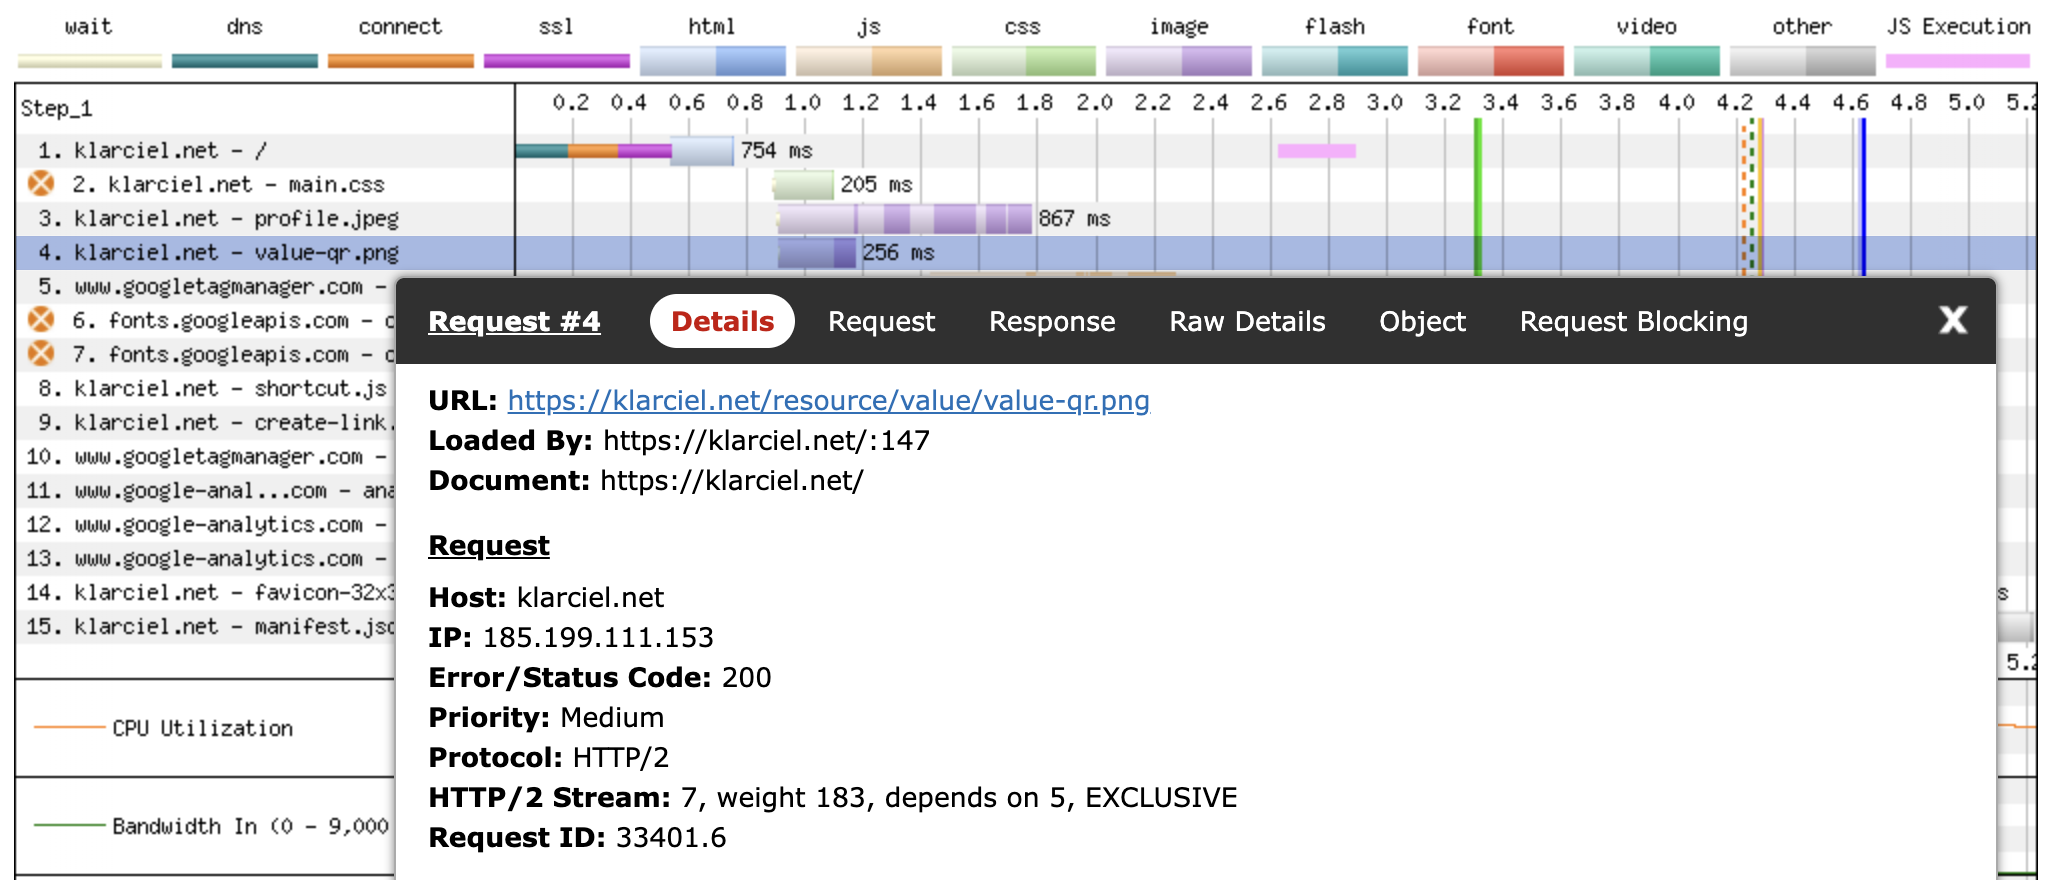 wait dns connect ssl html js css image flash font video other JS Execution
Step_1 0.2 0.4 0.6 0.8 1.0 1.2 1.4 1.6 1.8 2.0 2.2 2.4 2.6 2.8 3.0 3.2 3.4 3.6 3.8 4.0 4.2 4.4 4.6 4.8 5.0 5.2
1. klarciel.net - / 754 ms
2. klarciel.net - main.css 205 ms
3. klarciel.net - profile.jpeg 867 ms
4. klarciel.net - value-qr.png 256 ms
5. www.googletagmanager.com -
6. fonts.googleapis.com - c
7. fonts.googleapis.com - c
8. klarciel.net - shortcut.js
9. klarciel.net - create-link.
10. www.googletagmanager.com -
11. www.google-anal...com - ana
12. www.google-analytics.com -
13. www.google-analytics.com -
14. klarciel.net - favicon-32x3 s
15. klarciel.net - manifest.jso
5.2
CPU Utilization
Bandwidth In (0 - 9,000
Request #4 Details Request Response Raw Details Object Request Blocking X
URL: https://klarciel.net/resource/value/value-qr.png
Loaded By: https://klarciel.net/:147
Document: https://klarciel.net/
Request
Host: klarciel.net
IP: 185.199.111.153
Error/Status Code: 200
Priority: Medium
Protocol: HTTP/2
HTTP/2 Stream: 7, weight 183, depends on 5, EXCLUSIVE
Request ID: 33401.6